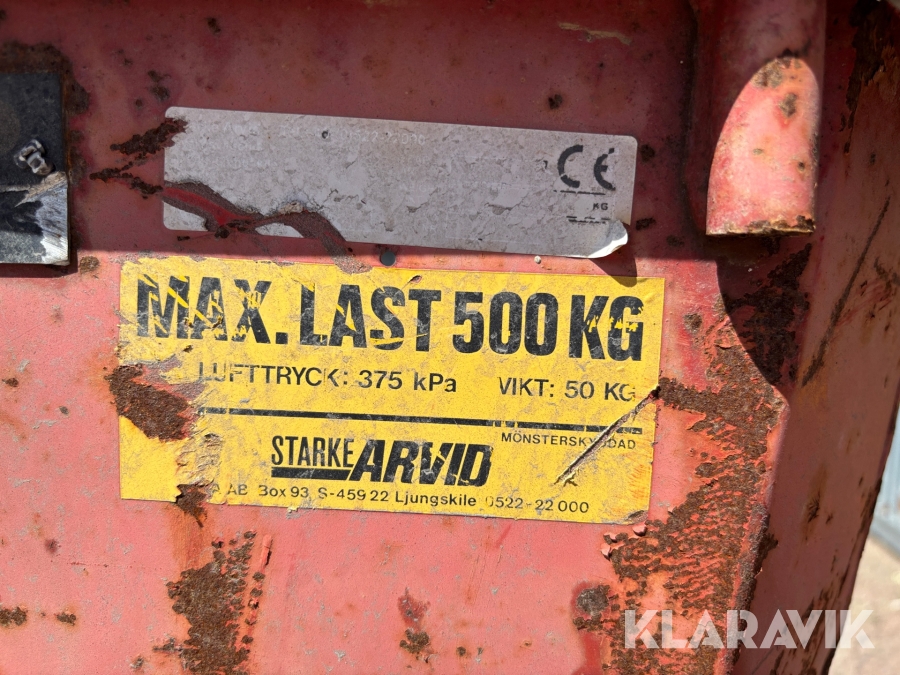 CE
KG
MAX. LAST 500 KG
LUFTTRYCK: 375 kPa VIKT: 50 KG
MÖNSTERSKYDDAD
STARKE ARVID
AB Box 93 S-459 22 Ljungskile 0522-22 000
KLARAVIK